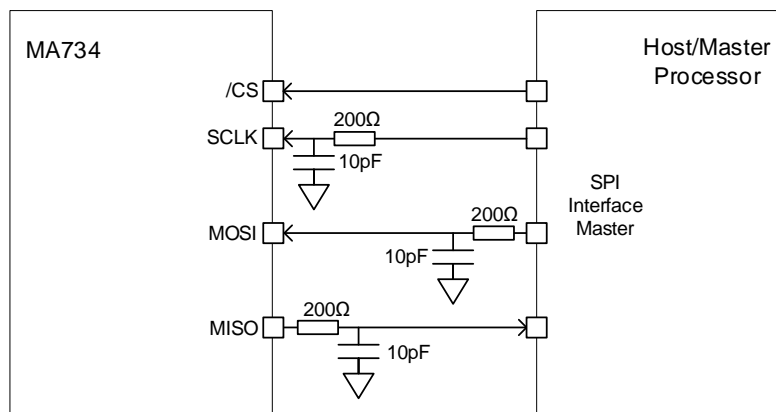 MA734
Host/Master
Processor
/CS
200Ω
SCLK
10pF
SPI
Interface
Master
200Ω
MOSI
10pF
200Ω
MISO
10pF